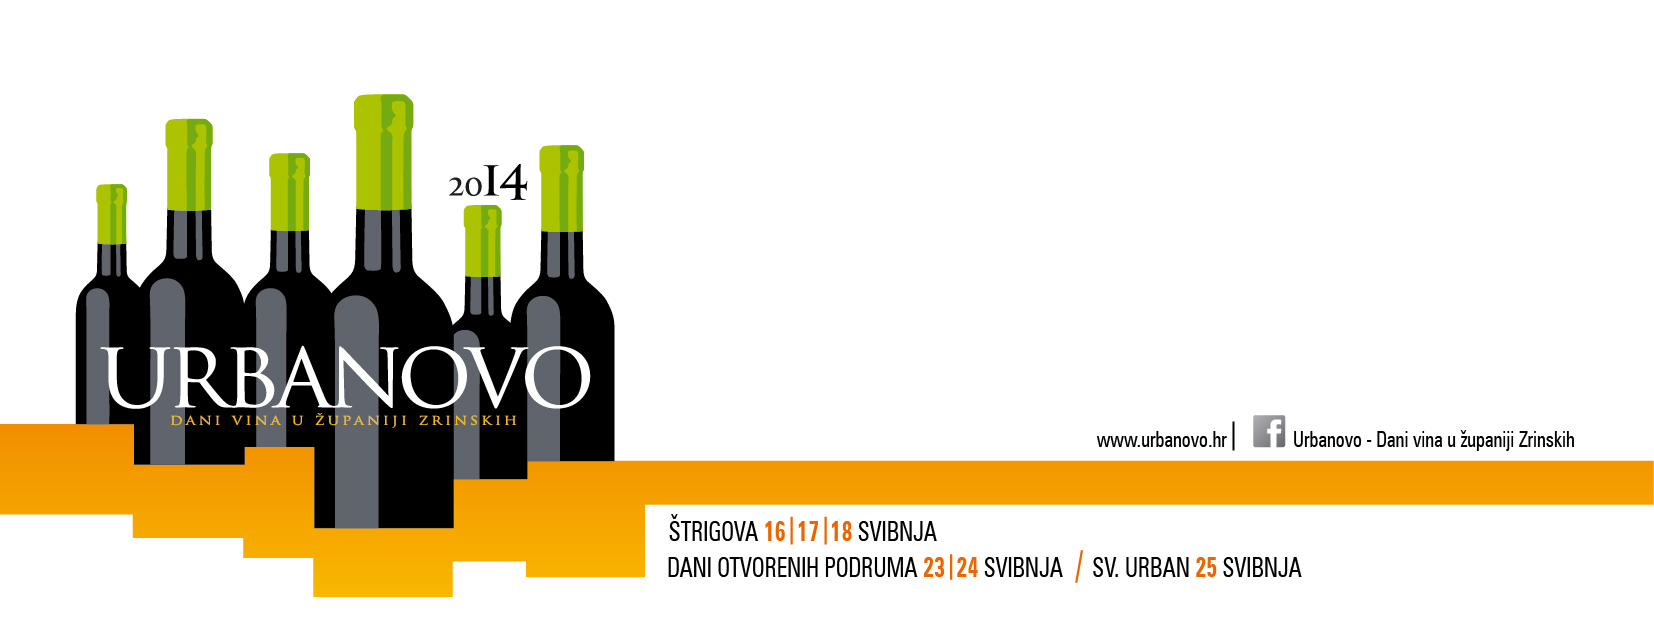 2014
URBANOVO
DANI VINA U ŽUPANIJI ZRINSKIH
www.urbanovo.hr | f Urbanovo - Dani vina u županiji Zrinskih
ŠTRIGOVA 16|17|18 SVIBNJA
DANI OTVORENIH PODRUMA 23|24 SVIBNJA / SV. URBAN 25 SVIBNJA